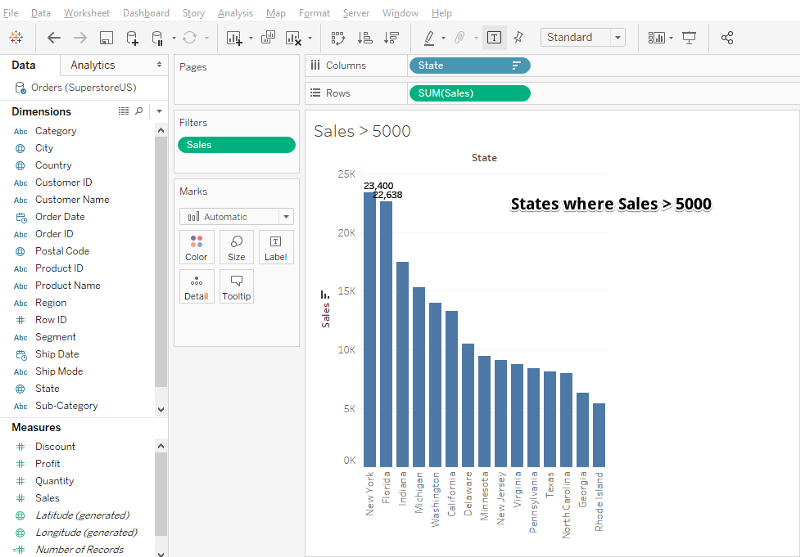 File Data Worksheet Dashboard Story Analysis Map Format Server Window Help
Standard
Data Analytics
Orders (SuperstoreUS)
Dimensions
Abc Category
City
Country
Abc Customer ID
Abc Customer Name
Order Date
Abc Order ID
Postal Code
Abc Product ID
Abc Product Name
Abc Region
Row ID
Abc Segment
Ship Date
Abc Ship Mode
State
Abc Sub-Category
Measures
Discount
Profit
Quantity
Sales
Latitude (generated)
Longitude (generated)
Number of Records
Pages
Filters
Sales
Marks
Automatic
Color Size Label
Detail Tooltip
Columns State
Rows SUM(Sales)
Sales > 5000
State
States where Sales > 5000
23,400
22,638
25K
20K
15K
10K
5K
0K
Sales
New York
Florida
Indiana
Michigan
Washington
California
Delaware
Minnesota
New Jersey
Virginia
Pennsylvania
Texas
North Carolina
Georgia
Rhode Island